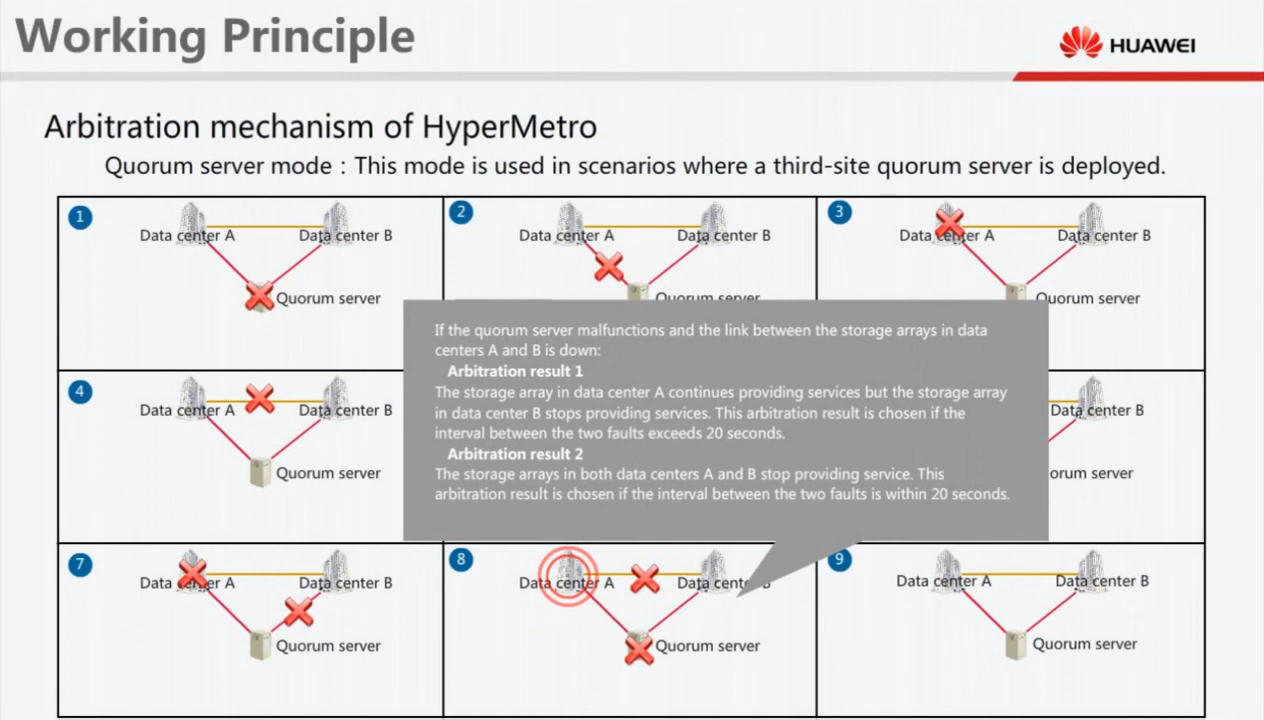 Working Principle
HUAWEI
Arbitration mechanism of HyperMetro
Quorum server mode : This mode is used in scenarios where a third-site quorum server is deployed.
1
Data center A
Data center B
Quorum server
2
Data center A
Data center B
Quorum server
3
Data center A
Data center B
Quorum server
If the quorum server malfunctions and the link between the storage arrays in data
centers A and B is down:
Arbitration result 1
The storage array in data center A continues providing services but the storage array
in data center B stops providing services. This arbitration result is chosen if the
interval between the two faults exceeds 20 seconds.
Arbitration result 2
The storage arrays in both data centers A and B stop providing service. This
arbitration result is chosen if the interval between the two faults is within 20 seconds.
4
Data center A
Data center B
Quorum server
Data center B
orum server
7
Data center A
Data center B
Quorum server
8
Data center A
Data center B
Quorum server
9
Data center A
Data center B
Quorum server